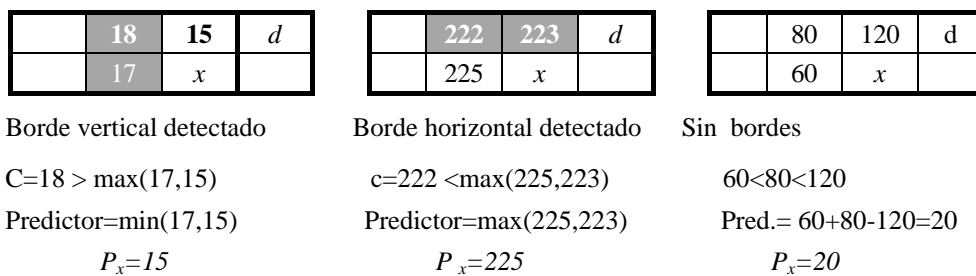 18 15 d 222 223 d 80 120 d
17 x 225 x 60 x
Borde vertical detectado Borde horizontal detectado Sin bordes
C=18 > max(17,15) c=222 <max(225,223) 60<80<120
Predictor=min(17,15) Predictor=max(225,223) Pred.= 60+80-120=20
Px=15 P x=225 Px=20